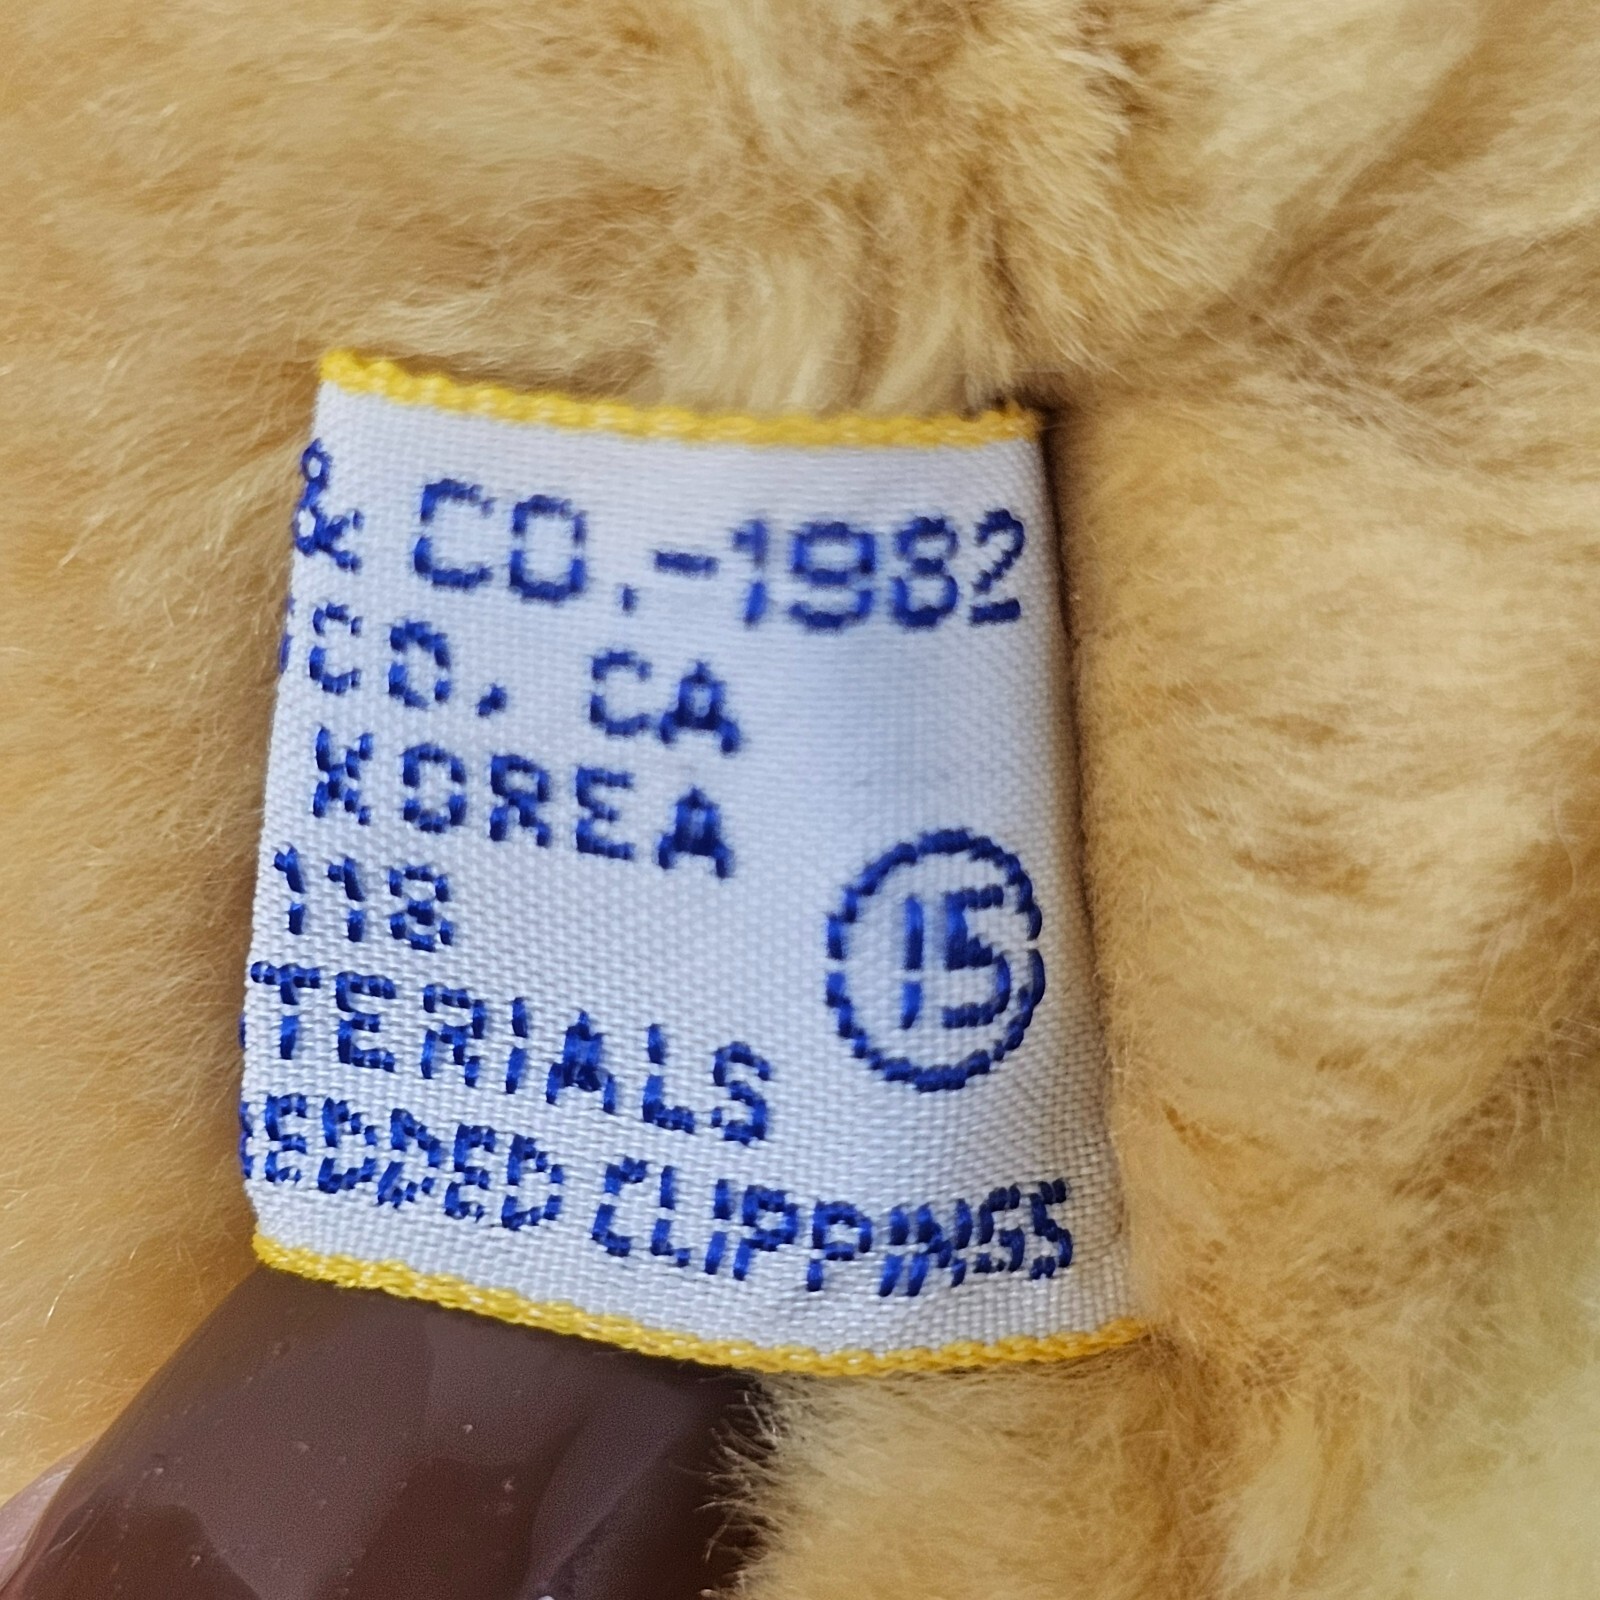 & CO.-1982
CO, CA
KOREA
118
15
TERIALS
EDDED CLIPPINGS